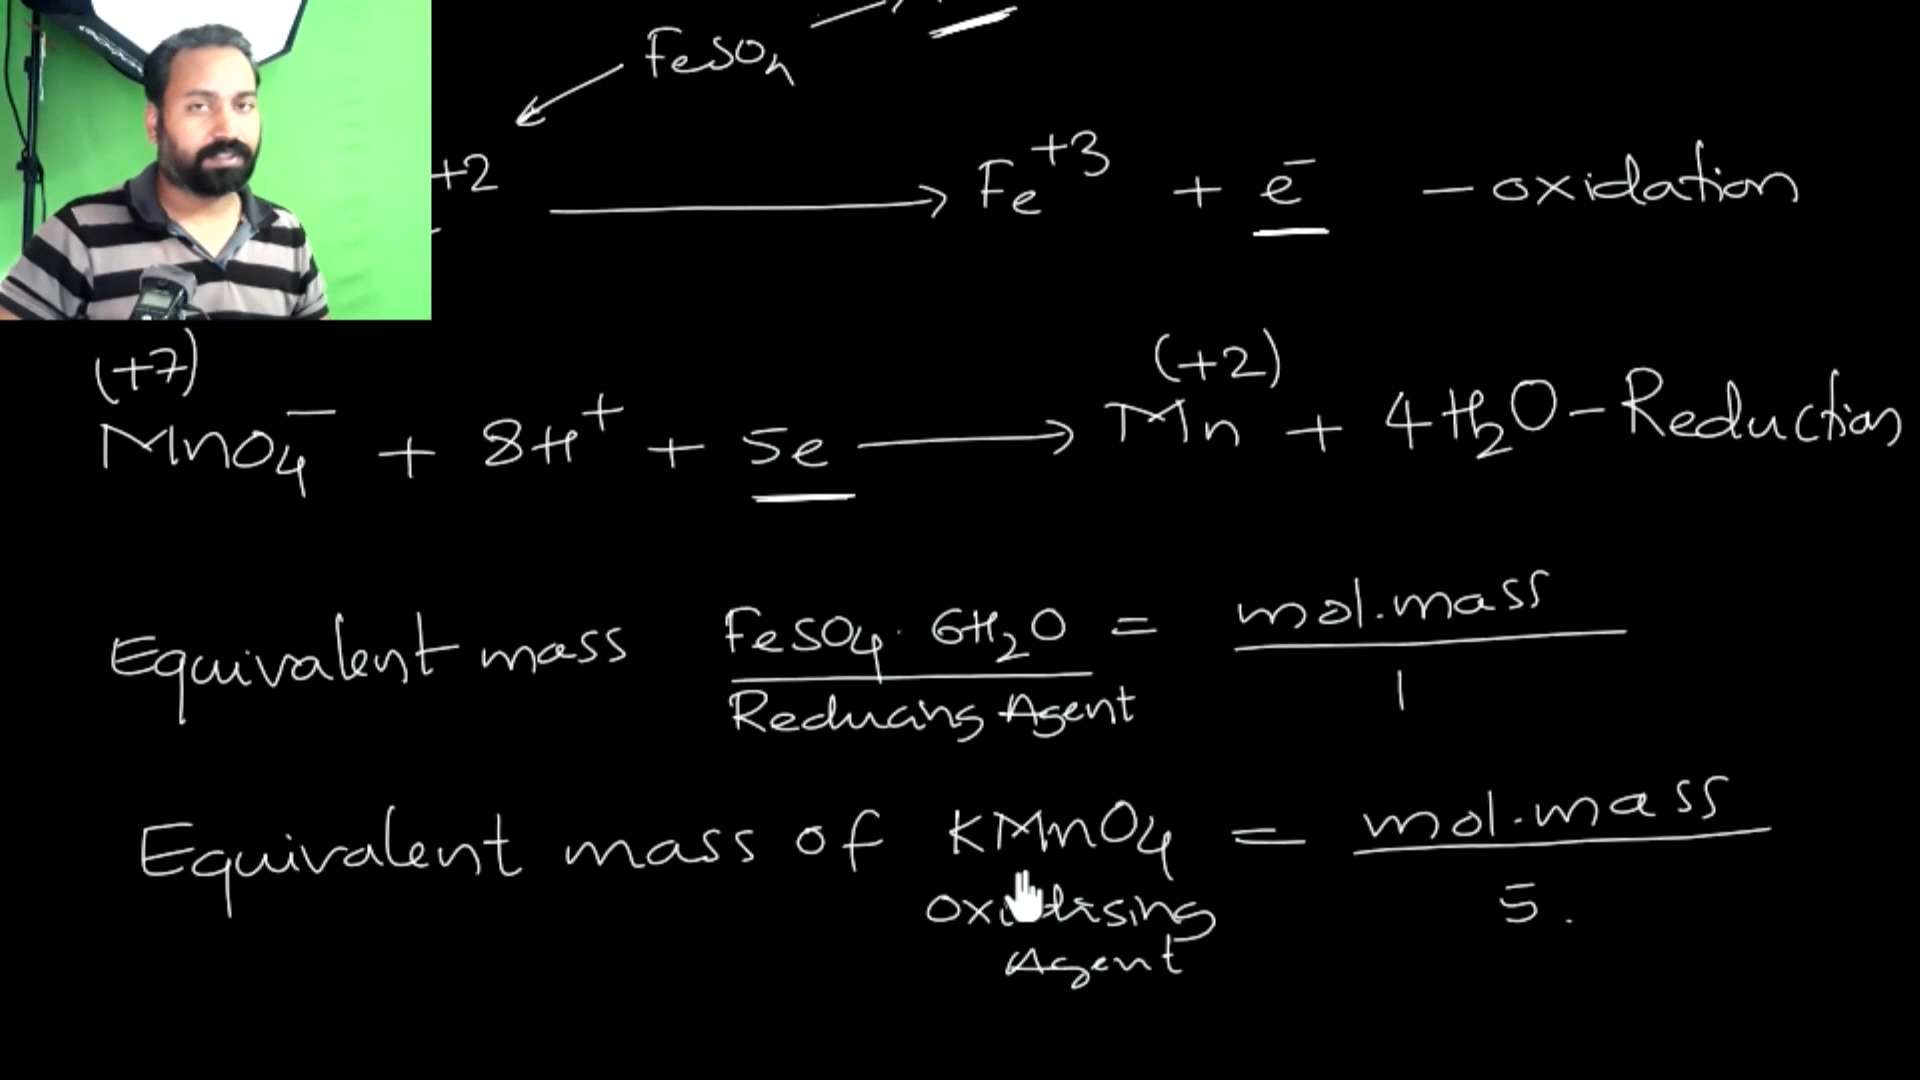 FeSO4
+2 → Fe+3 + e- - oxidation
(+7) (+2)
MnO4- + 8H+ + 5e → Mn + 4H2O - Reduction
Equivalent mass FeSO4. 6H2O = mol.mass
1
Reducing Agent
Equivalent mass of KMnO4 = mol.mass
5.
oxidising
Agent